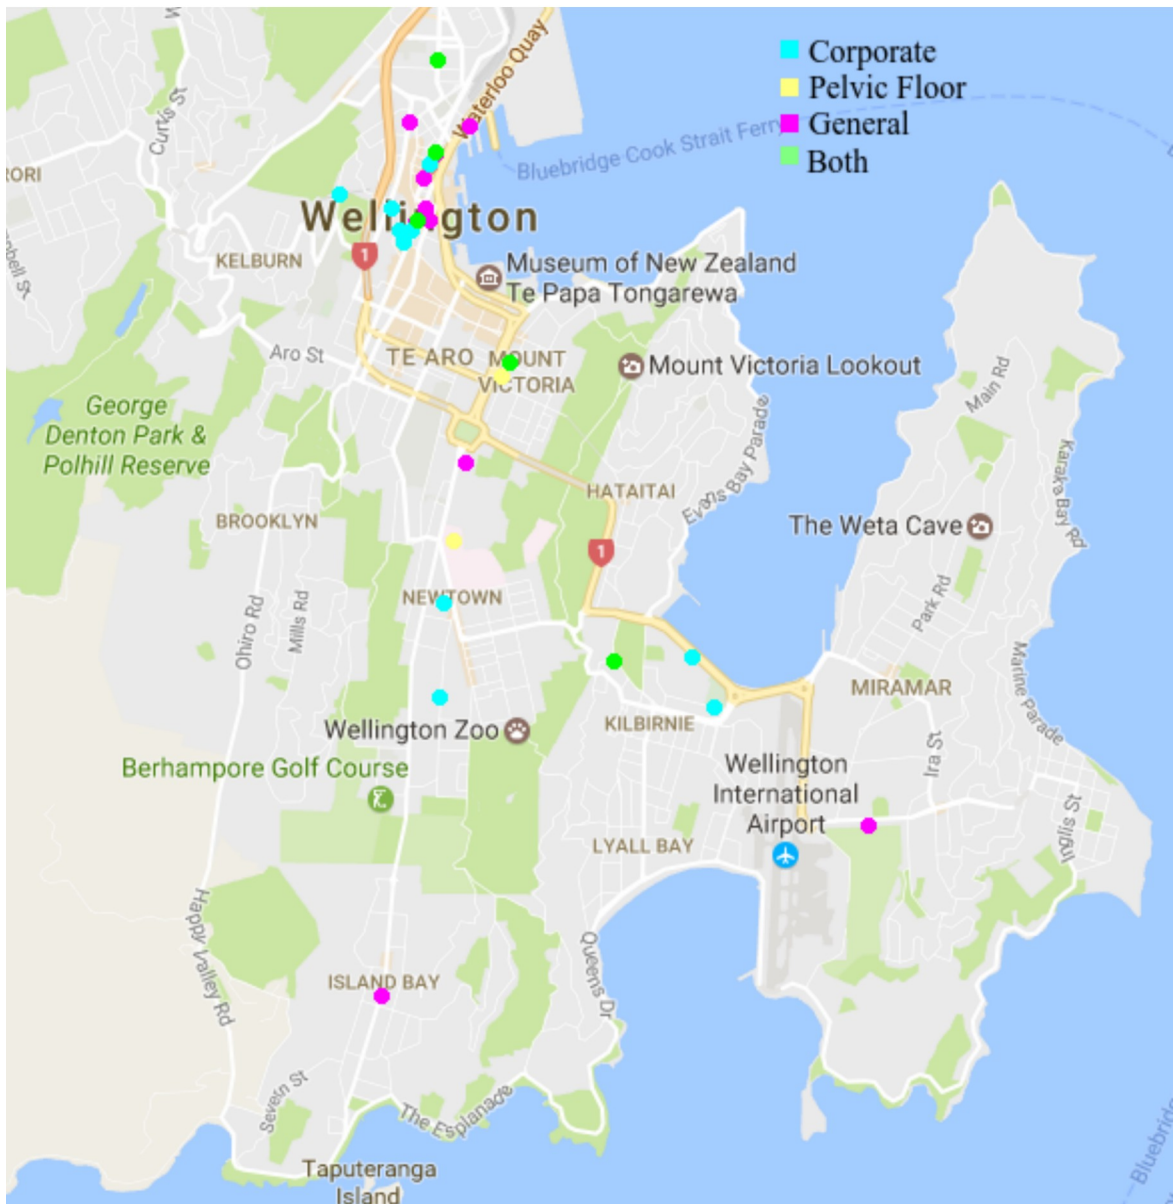 Corporate
Pelvic Floor
General
Both
Curtis St
Waterloo Quay
Bluebridge Cook Strait Ferry
RORI
Wellington
KELBURN
1
Museum of New Zealand
Te Papa Tongarewa
Aro St
TE ARO
MOUNT
VICTORIA
Mount Victoria Lookout
George
Denton Park &
Polhill Reserve
Main Rd
Evans Bay Parade
Karaka Bay Rd
HATAITAI
BROOKLYN
The Weta Cave
1
NEWTOWN
Ohiro Rd
Mills Rd
Park Rd
Marine Parade
MIRAMAR
KILBIRNIE
Wellington Zoo
Berhampore Golf Course
Wellington
International
Airport
Ira St
Inglis St
LYALL BAY
Happy Valley Rd
Queens Dr
ISLAND BAY
Severn St
The Esplanade
Taputeranga
Island
Bluebridge